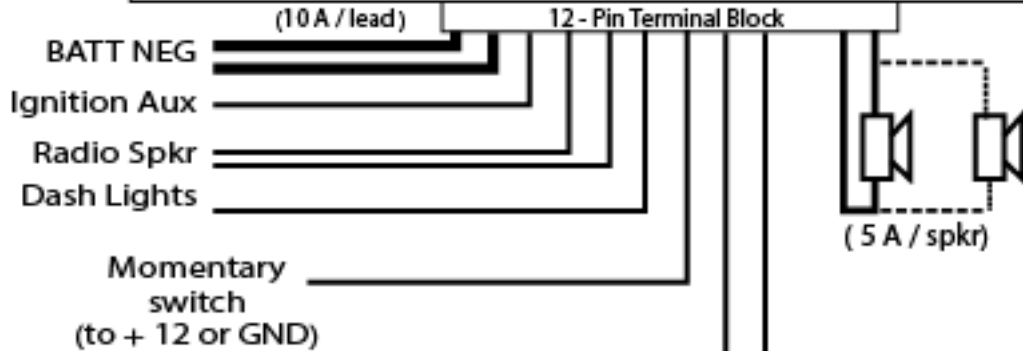 (10 A / lead)
12 - Pin Terminal Block
BATT NEG
Ignition Aux
Radio Spkr
Dash Lights
( 5 A / spkr)
Momentary
switch
(to + 12 or GND)